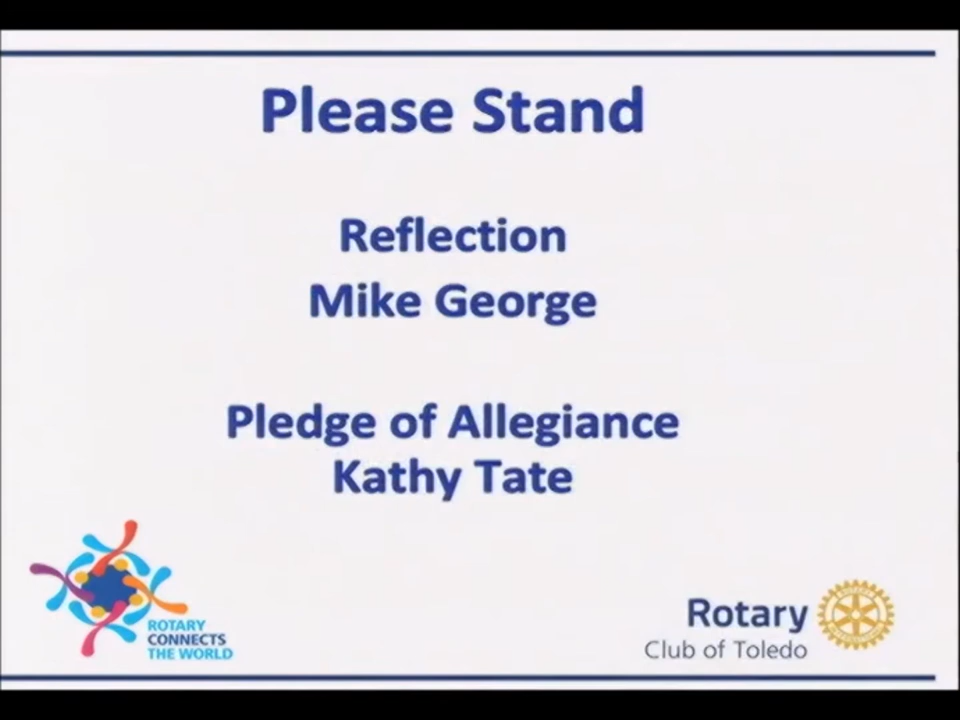 Please Stand
Reflection
Mike George
Pledge of Allegiance
Kathy Tate
ROTARY
CONNECTS
THE WORLD
Rotary
Club of Toledo